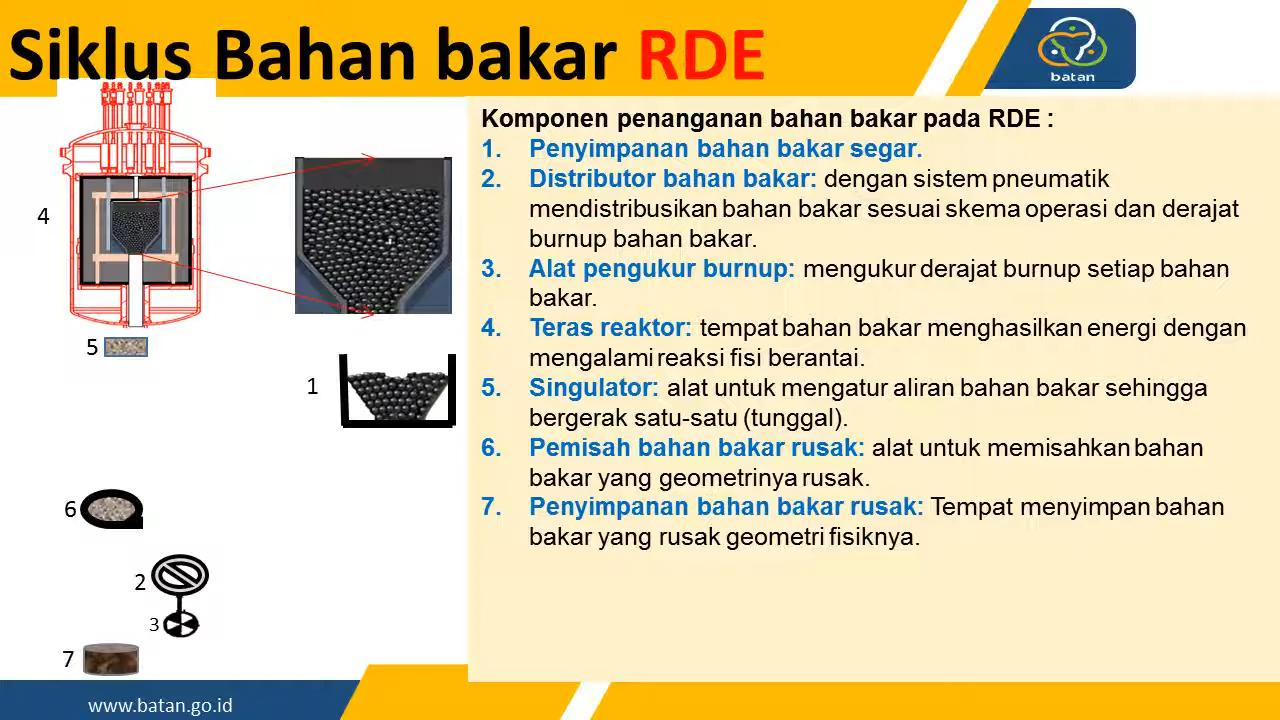 Siklus Bahan bakar RDE
batan
Komponen penanganan bahan bakar pada RDE :
1. Penyimpanan bahan bakar segar.
2. Distributor bahan bakar: dengan sistem pneumatik
mendistribusikan bahan bakar sesuai skema operasi dan derajat
burnup bahan bakar.
3. Alat pengukur burnup: mengukur derajat burnup setiap bahan
bakar.
4. Teras reaktor: tempat bahan bakar menghasilkan energi dengan
mengalami reaksi fisi berantai.
5. Singulator: alat untuk mengatur aliran bahan bakar sehingga
bergerak satu-satu (tunggal).
6. Pemisah bahan bakar rusak: alat untuk memisahkan bahan
bakar yang geometrinya rusak.
7. Penyimpanan bahan bakar rusak: Tempat menyimpan bahan
bakar yang rusak geometri fisiknya.
4
5
1
6
2
3
7
www.batan.go.id